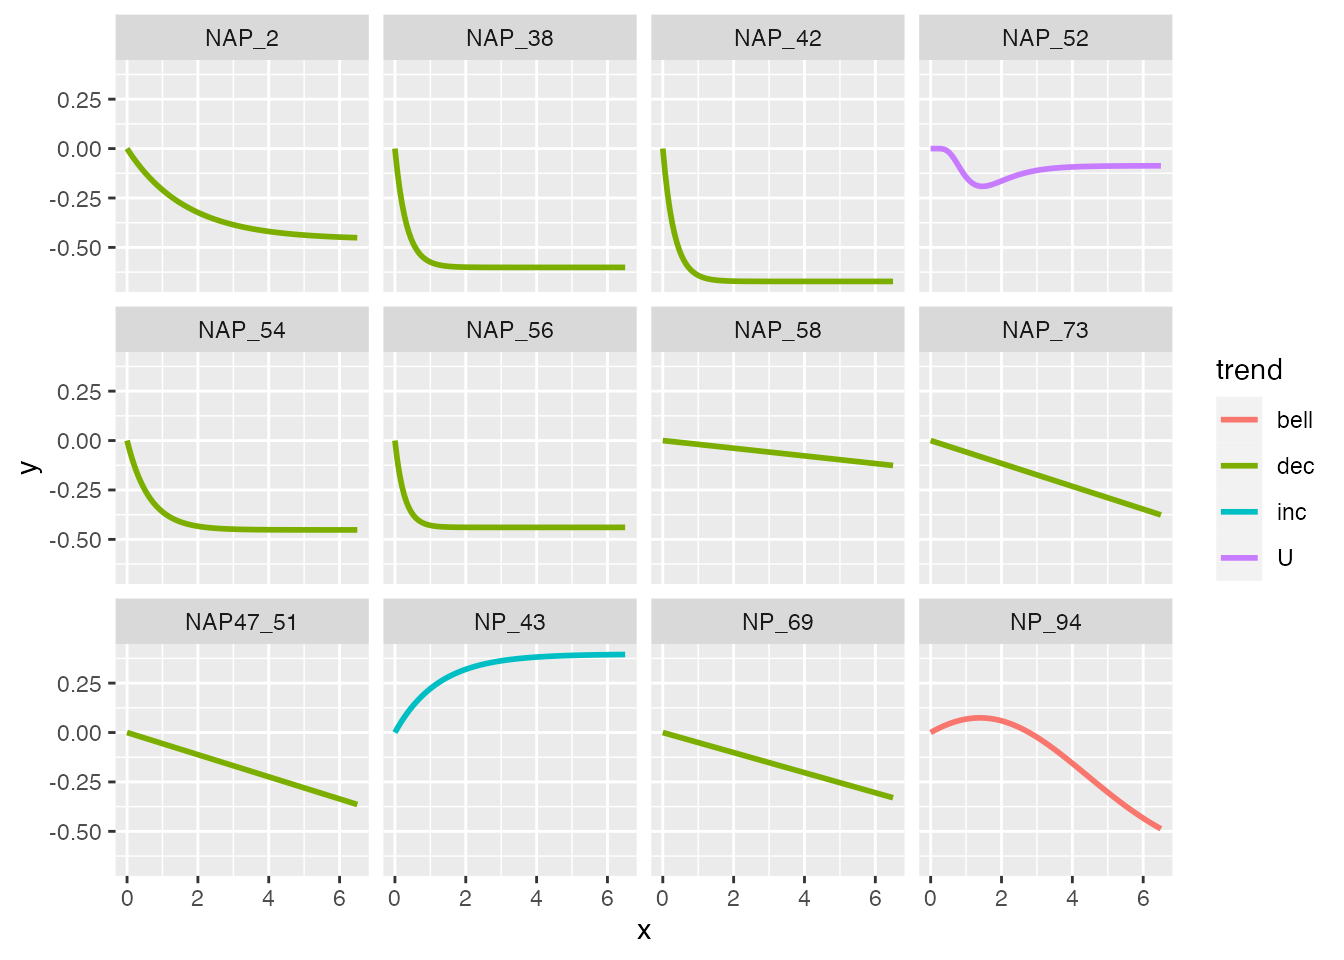 NAP_2 NAP_38 NAP_42 NAP_52
0.25
0.00
-0.25
-0.50
NAP_54 NAP_56 NAP_58 NAP_73
0.25
0.00
-0.25
-0.50
NAP47_51 NP_43 NP_69 NP_94
0.25
0.00
-0.25
-0.50
0 2 4 6 0 2 4 6 0 2 4 6 0 2 4 6
x
y
trend
bell
dec
inc
U